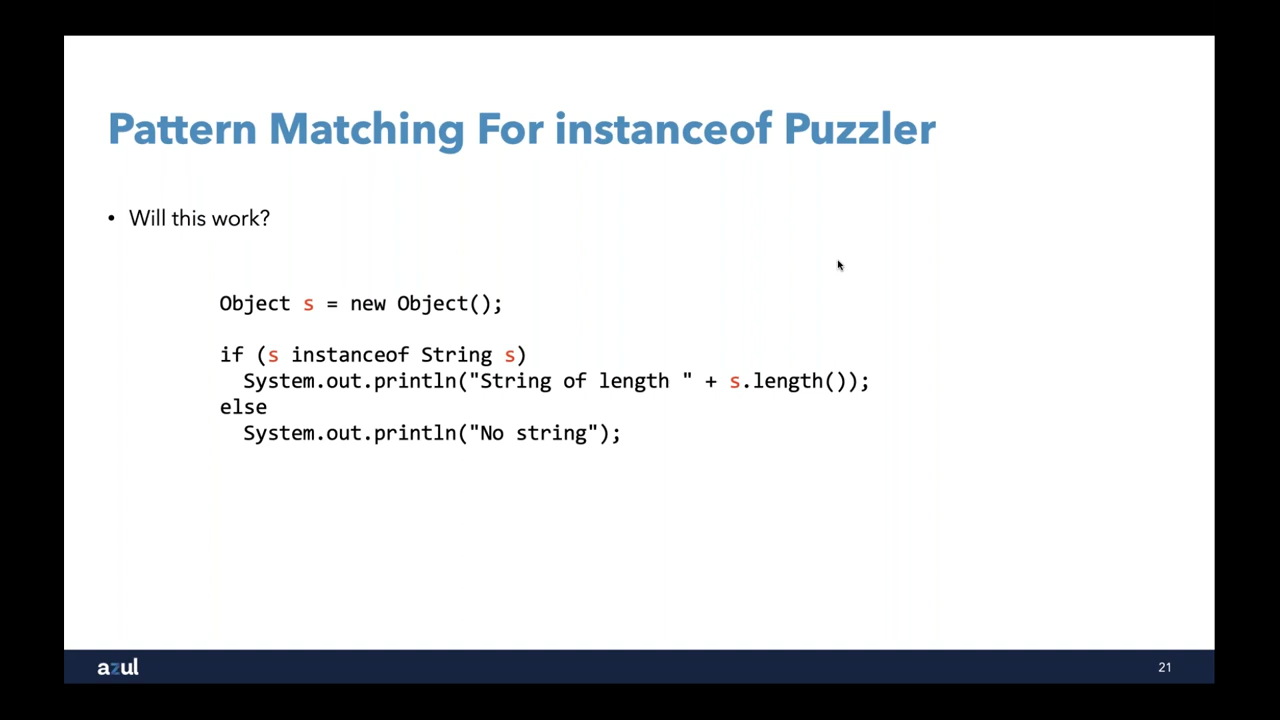 Pattern Matching For instanceof Puzzler
• Will this work?
Object s = new Object();
if (s instanceof String s)
System.out.println("String of length " + s.length());
else
System.out.println("No string");
azul
21